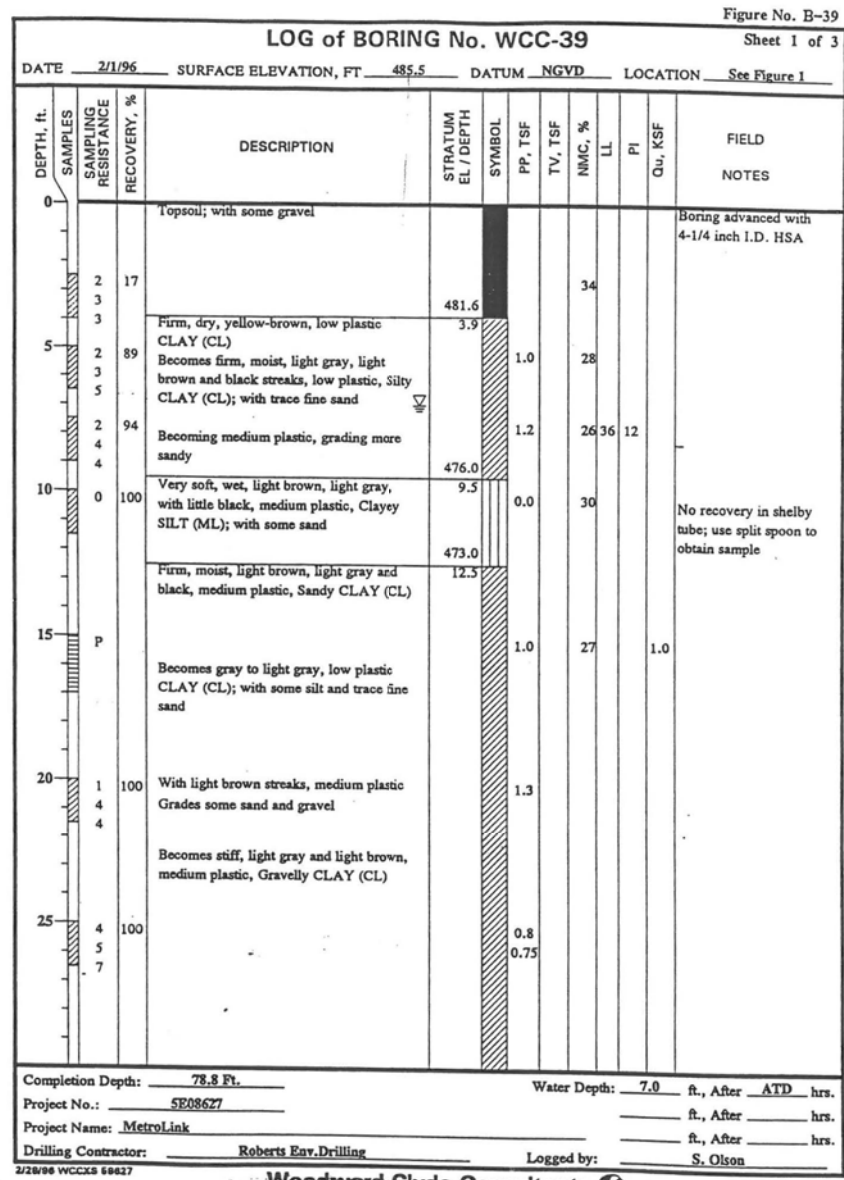 Figure No. B-39
LOG of BORING No. WCC-39
Sheet 1 of 3
DATE 2/1/96 SURFACE ELEVATION, FT 485.5 DATUM NGVD LOCATION See Figure 1
DEPTH, ft.
SAMPLES
SAMPLING RESISTANCE
RECOVERY, %
DESCRIPTION
STRATUM EL / DEPTH
SYMBOL
PP, TSF
TV, TSF
NMC, %
LL
PI
Qu, KSF
FIELD NOTES
0
Topsoil; with some gravel
Boring advanced with
4-1/4 inch I.D. HSA
2 17 34
3
481.6
3
3.9
Firm, dry, yellow-brown, low plastic
CLAY (CL)
5
2 89 Becomes firm, moist, light gray, light 1.0 28
3 brown and black streaks, low plastic, Silty
5 CLAY (CL); with trace fine sand
2 94 1.2 26 36 12
4 Becoming medium plastic, grading more
4 sandy
476.0
9.5
10
0 100 Very soft, wet, light brown, light gray, 0.0 30
with little black, medium plastic, Clayey
SILT (ML); with some sand
No recovery in shelby
tube; use split spoon to
obtain sample
473.0
12.5
Firm, moist, light brown, light gray and
black, medium plastic, Sandy CLAY (CL)
15
P 1.0 27 1.0
Becomes gray to light gray, low plastic
CLAY (CL); with some silt and trace fine
sand
20
1 100 With light brown streaks, medium plastic 1.3
4 Grades some sand and gravel
4
Becomes stiff, light gray and light brown,
medium plastic, Gravelly CLAY (CL)
25
4 100 0.8
5 0.75
7
Completion Depth: 78.8 Ft. Water Depth: 7.0 ft., After ATD hrs.
Project No.: 5E08627 ft., After hrs.
Project Name: MetroLink ft., After hrs.
Drilling Contractor: Roberts Env.Drilling Logged by: S. Olson
2/28/96 WCCXS
Woodward-Clyde Consultants